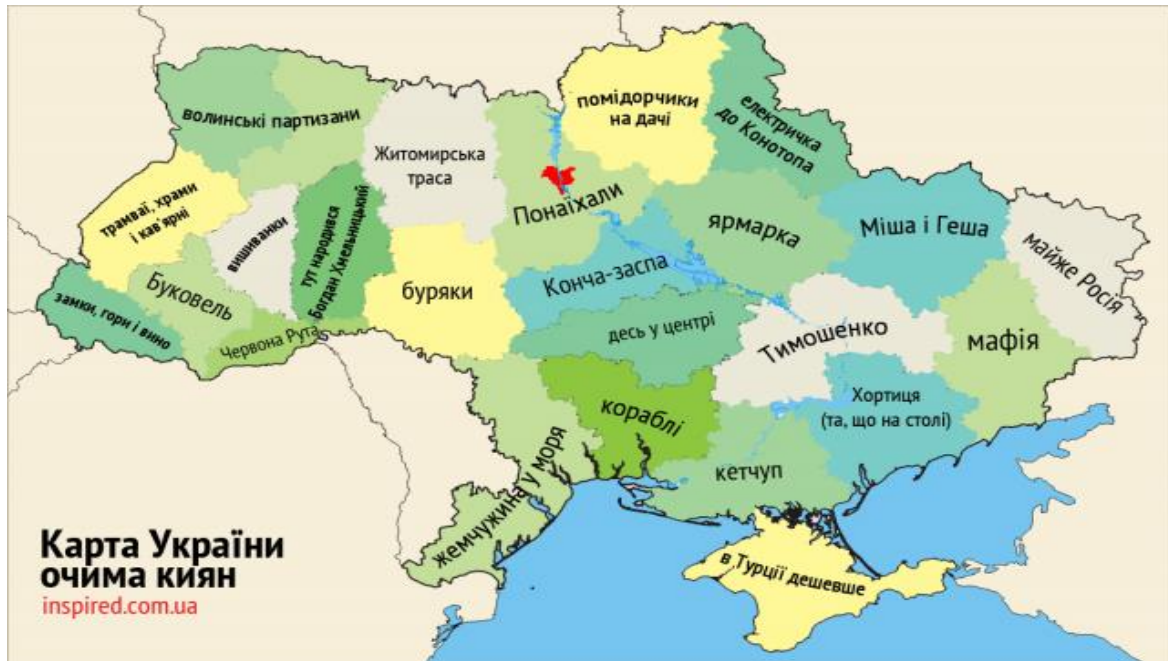 помідорчики
на дачі
електричка
до Конотопа
волинські партизани
Житомирська
траса
Понаїхали
трамваї, храми
і кав'ярні
вишиванки
тут народився
Богдан Хмельницький
ярмарка
Міша і Геша
майже Росія
Буковель
буряки
Конча-заспа
замки, гори і вино
Червона Рута
десь у центрі
Тимошенко
мафія
Хортиця
(та, що на столі)
кораблі
кетчуп
жемчужина у моря
в Турції дешевше
Карта України
очима киян
inspired.com.ua